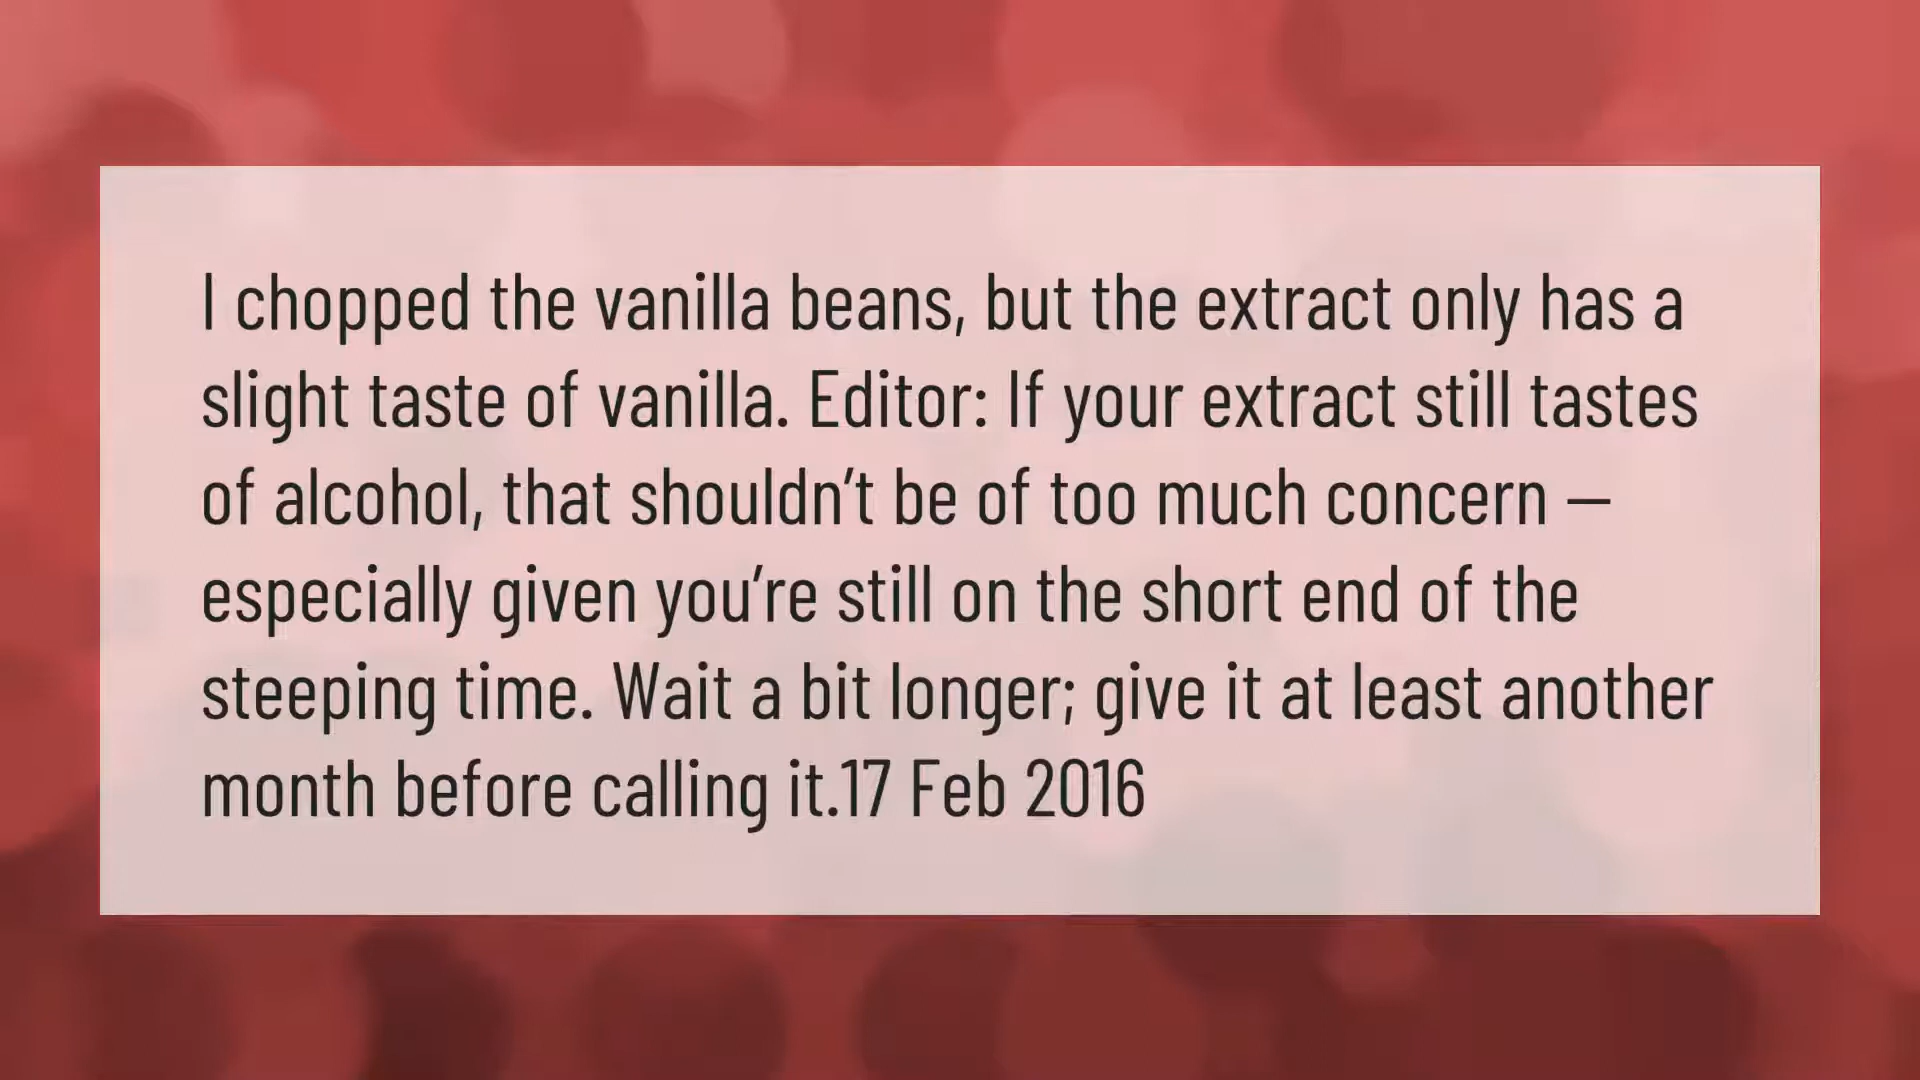 I chopped the vanilla beans, but the extract only has a
slight taste of vanilla. Editor: If your extract still tastes
of alcohol, that shouldn’t be of too much concern —
especially given you’re still on the short end of the
steeping time. Wait a bit longer; give it at least another
month before calling it.17 Feb 2016